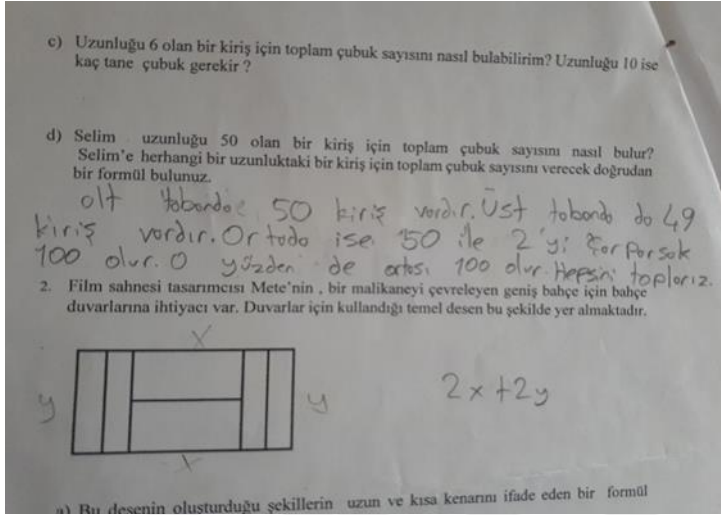 c) Uzunluğu 6 olan bir kiriş için toplam çubuk sayısını nasıl bulabilirim? Uzunluğu 10 ise
kaç tane çubuk gerekir ?
d) Selim uzunluğu 50 olan bir kiriş için toplam çubuk sayısını nasıl bulur?
Selim'e herhangi bir uzunluktaki bir kiriş için toplam çubuk sayısını verecek doğrudan
bir formül bulunuz.
alt tabanda 50 kiriş vardır. Üst tabanda da 49
kiriş vardır. Ortada ise 50 ile 2'yi çarparsak
100 olur. O yüzden de ortası 100 olur. Hepsini toplarız.
2. Film sahnesi tasarımcısı Mete'nin , bir malikaneyi çevreleyen geniş bahçe için bahçe
duvarlarına ihtiyacı var. Duvarlar için kullandığı temel desen bu şekilde yer almaktadır.
x
y
y
2x+2y
x
a) Bu desenin oluşturduğu şekillerin uzun ve kısa kenarını ifade eden bir formül